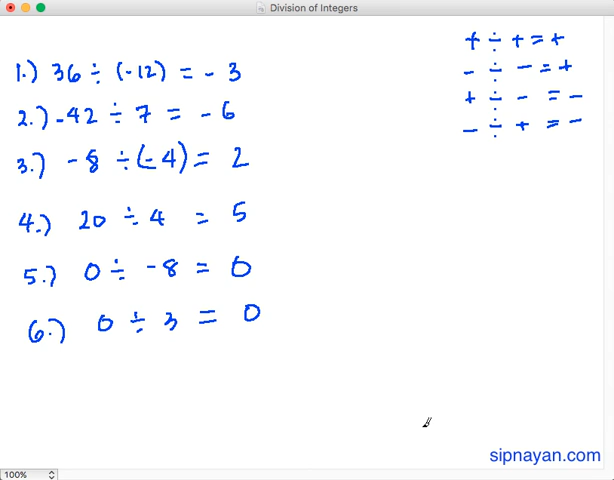 Division of Integers
1.) 36 ÷ (-12) = - 3
2.) -42 ÷ 7 = - 6
3.) - 8 ÷ (- 4) = 2
4.) 20 ÷ 4 = 5
5.) 0 ÷ - 8 = 0
6.) 0 ÷ 3 = 0
+ ÷ + = +
- ÷ - = +
+ ÷ - = -
- ÷ + = -
sipnayan.com
100%